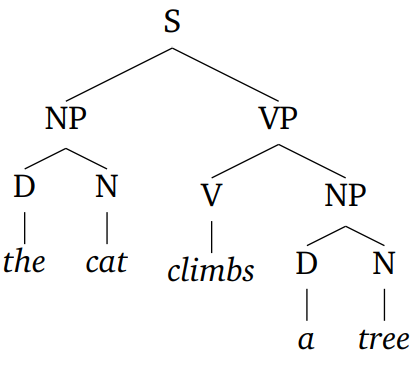 S
NP VP
D N V NP
the cat climbs D N
a tree